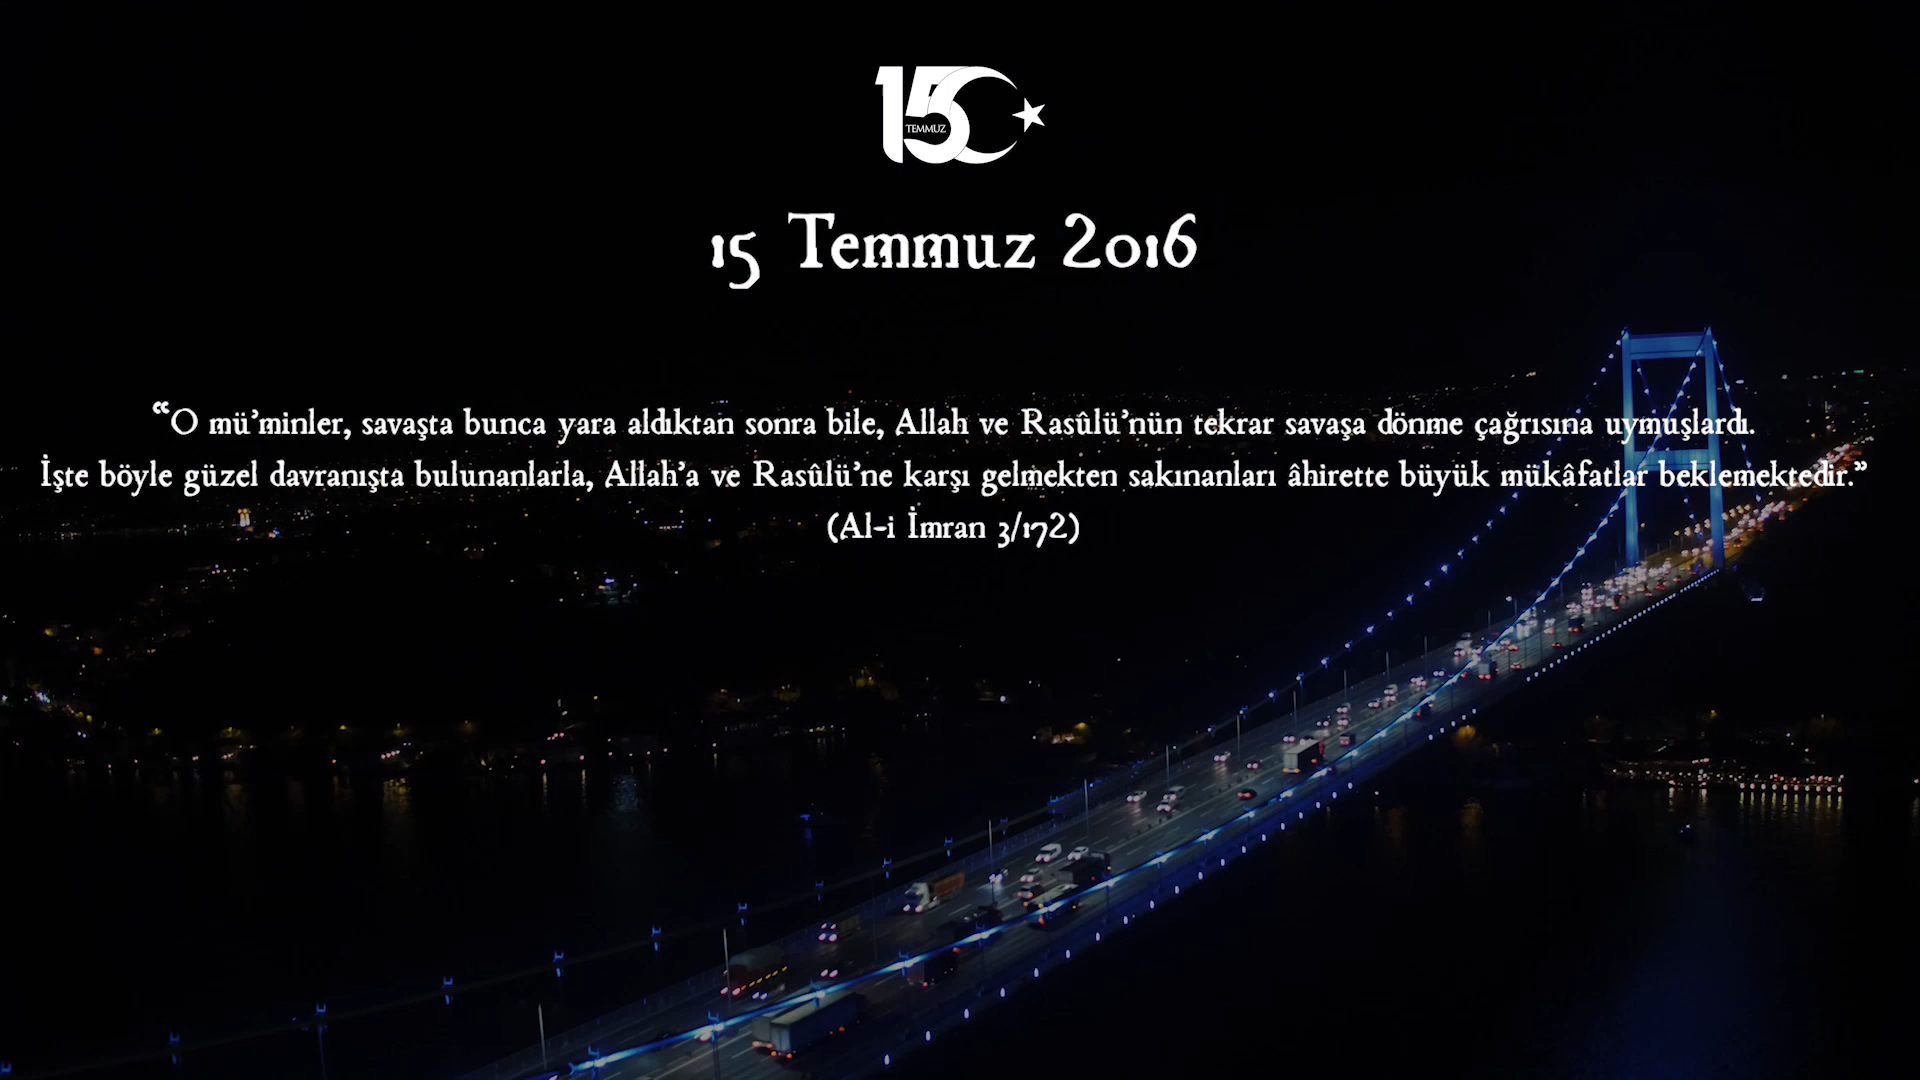 15
TEMMUZ
15 Temmuz 2016
“O mü’minler, savaşta bunca yara aldıktan sonra bile, Allah ve Rasûlü’nün tekrar savaşa dönme çağrısına uymuşlardı.
İşte böyle güzel davranışta bulunanlarla, Allah’a ve Rasûlü’ne karşı gelmekten sakınanları âhirette büyük mükâfatlar beklemektedir.”
(Al-i İmran 3/172)